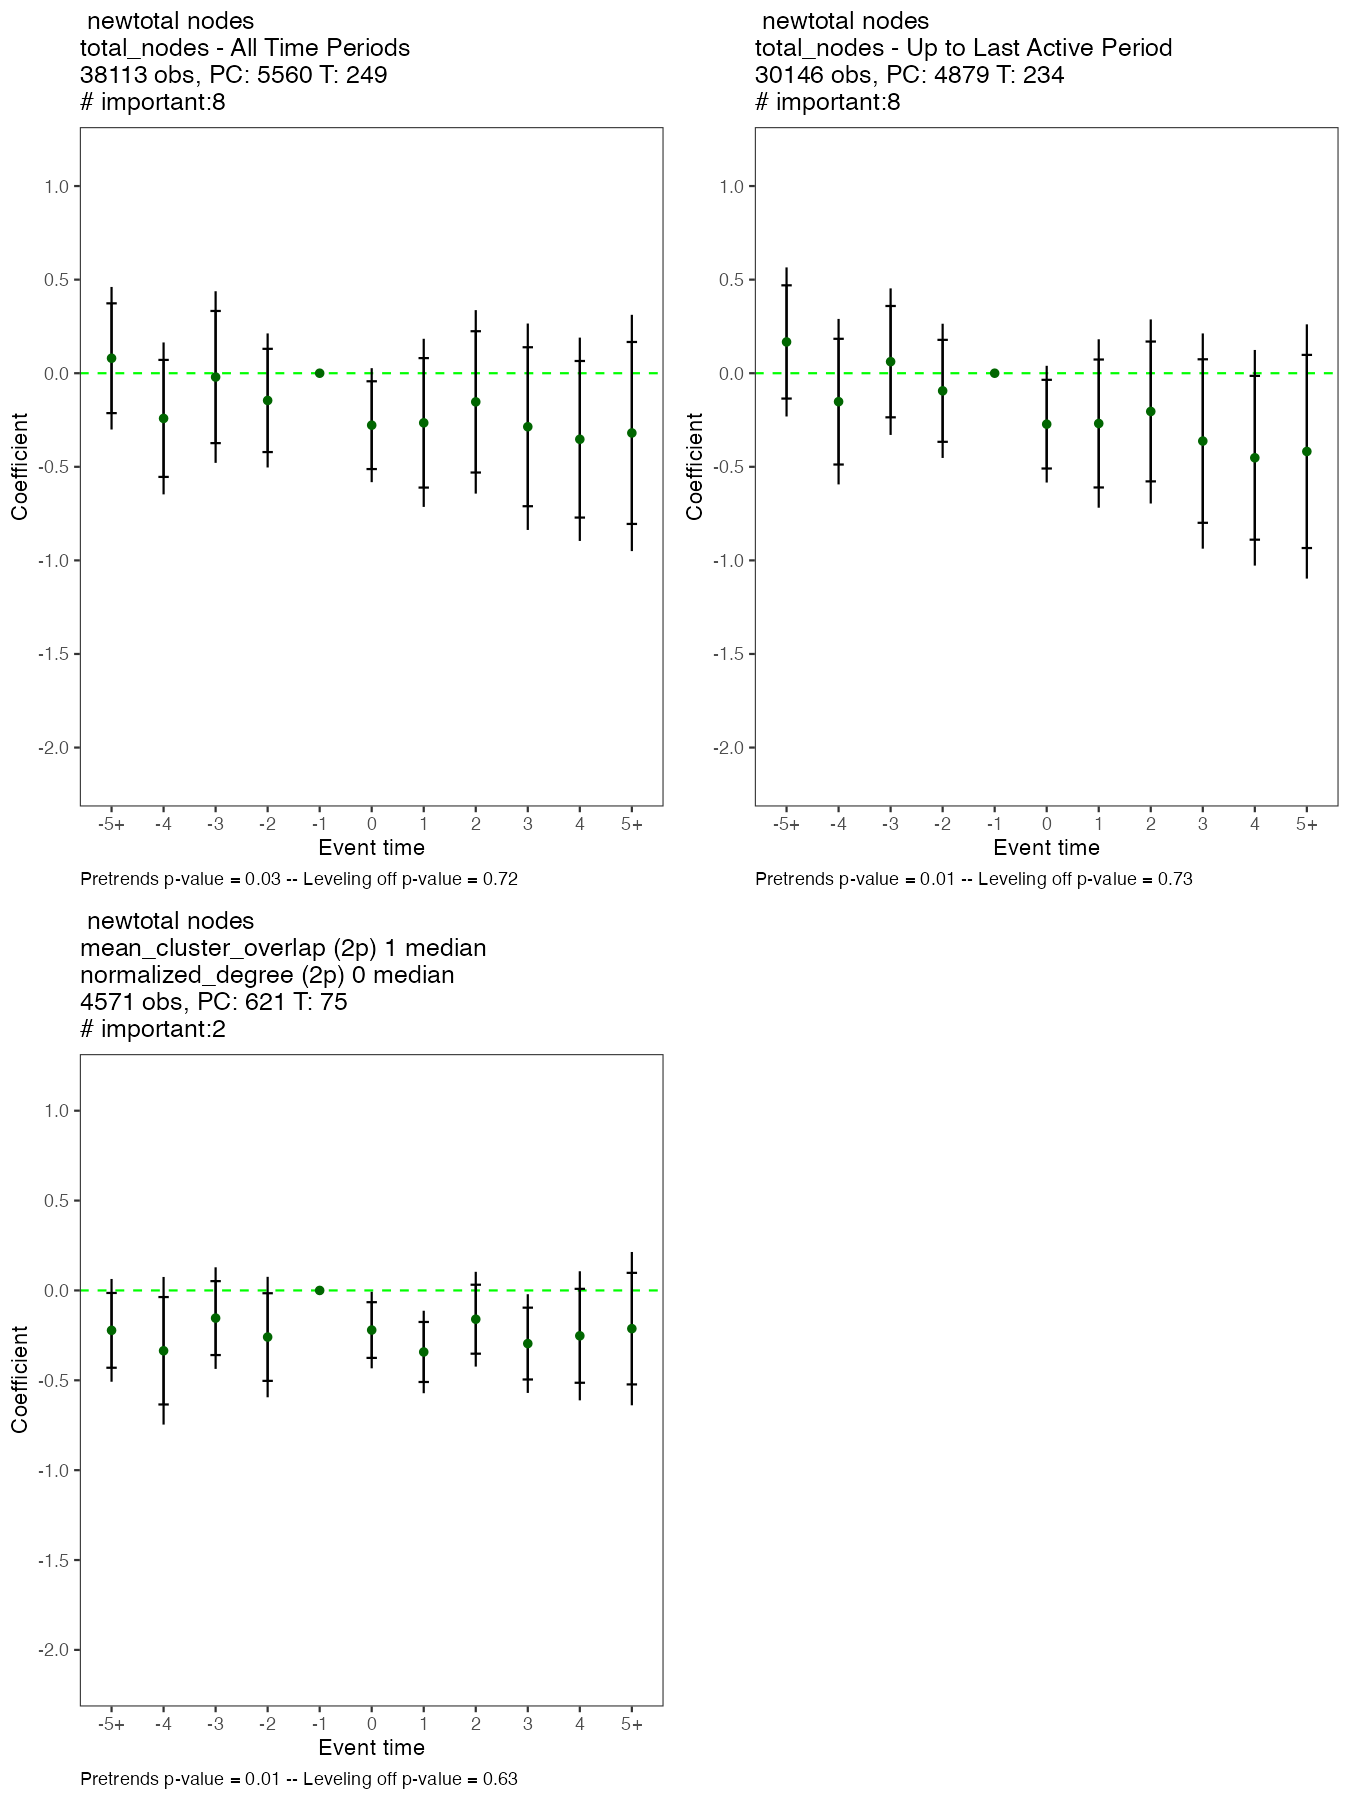 newtotal nodes
total_nodes - All Time Periods
38113 obs, PC: 5560 T: 249
# important:8
1.0
0.5
0.0
-0.5
-1.0
-1.5
-2.0
Coefficient
-5+ -4 -3 -2 -1 0 1 2 3 4 5+
Event time
Pretrends p-value = 0.03 -- Leveling off p-value = 0.72
newtotal nodes
total_nodes - Up to Last Active Period
30146 obs, PC: 4879 T: 234
# important:8
1.0
0.5
0.0
-0.5
-1.0
-1.5
-2.0
Coefficient
-5+ -4 -3 -2 -1 0 1 2 3 4 5+
Event time
Pretrends p-value = 0.01 -- Leveling off p-value = 0.73
newtotal nodes
mean_cluster_overlap (2p) 1 median
normalized_degree (2p) 0 median
4571 obs, PC: 621 T: 75
# important:2
1.0
0.5
0.0
-0.5
-1.0
-1.5
-2.0
Coefficient
-5+ -4 -3 -2 -1 0 1 2 3 4 5+
Event time
Pretrends p-value = 0.01 -- Leveling off p-value = 0.63